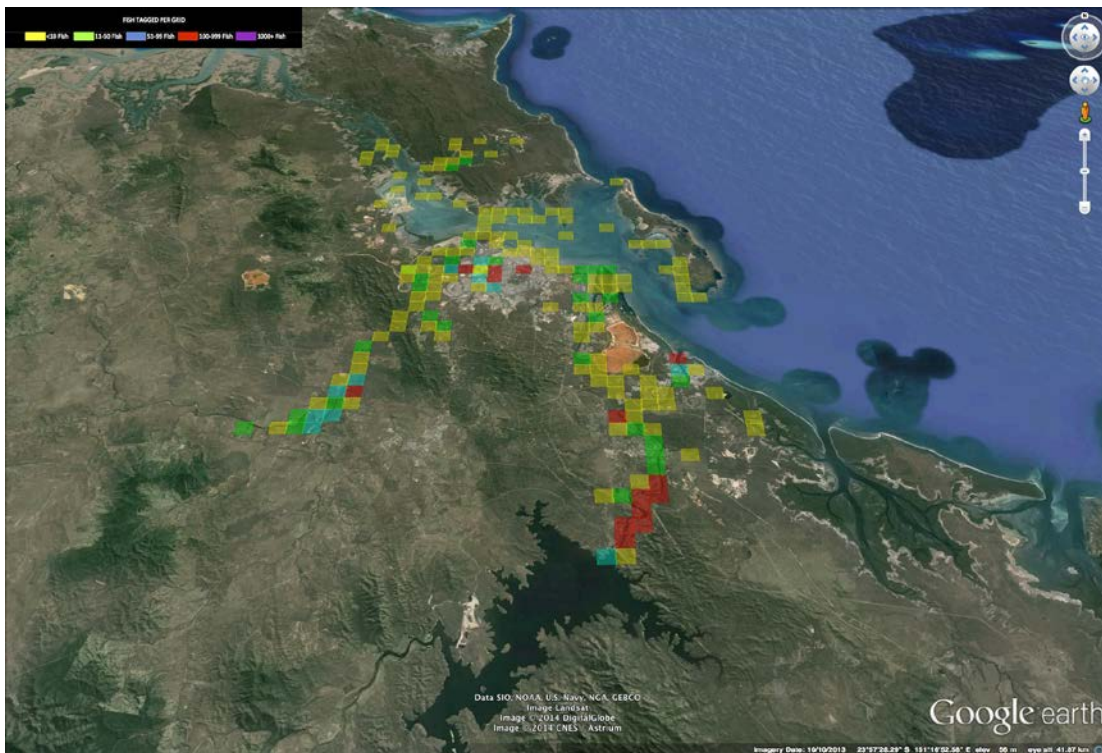 FISH TAGGED PER GRID
<10 Fish 11-50 Fish 51-99 Fish 100-999 Fish 1000+ Fish
N
Data SIO, NOAA, U.S. Navy, NGA, GEBCO
Image Landsat
Image © 2014 DigitalGlobe
Image © 2014 CNES / Astrium
Google earth
Imagery Date: 10/10/2013 23°57'28.29" S 151°16'52.58" E elev 56 m eye alt 41.87 km